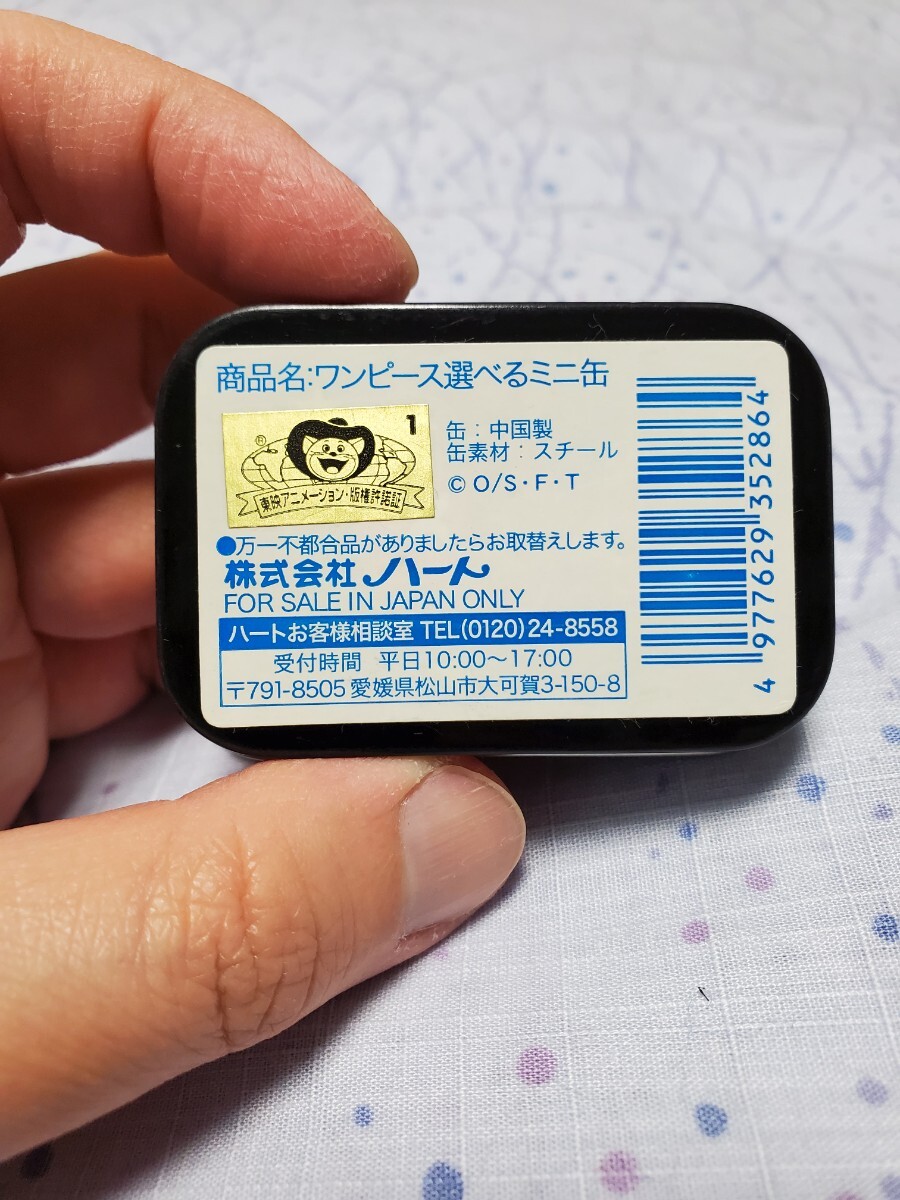 商品名:ワンピース選べるミニ缶
1
®
東映アニメーション・版権許諾証
缶:中国製
缶素材:スチール
© O/S・F・T
●万一不都合品がありましたらお取替えします。
株式会社ハート
FOR SALE IN JAPAN ONLY
ハートお客様相談室 TEL(0120)24-8558
受付時間 平日10:00〜17:00
〒791-8505 愛媛県松山市大可賀3-150-8
4 977629 352864